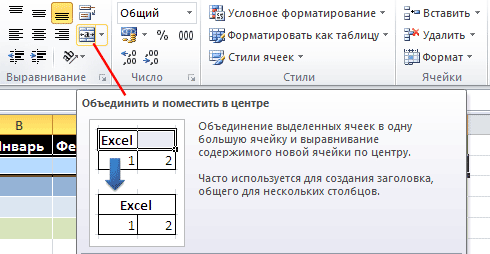 Общий
Условное форматирование
Вставить
% 000
Форматировать как таблицу
Удалить
Стили ячеек
Формат
Выравнивание
Число
Стили
Ячейки
Объединить и поместить в центре
B
Январь
Фе
Excel
1 2
Excel
1 2
Объединение выделенных ячеек в одну
большую ячейку и выравнивание
содержимого новой ячейки по центру.
Часто используется для создания заголовка,
общего для нескольких столбцов.